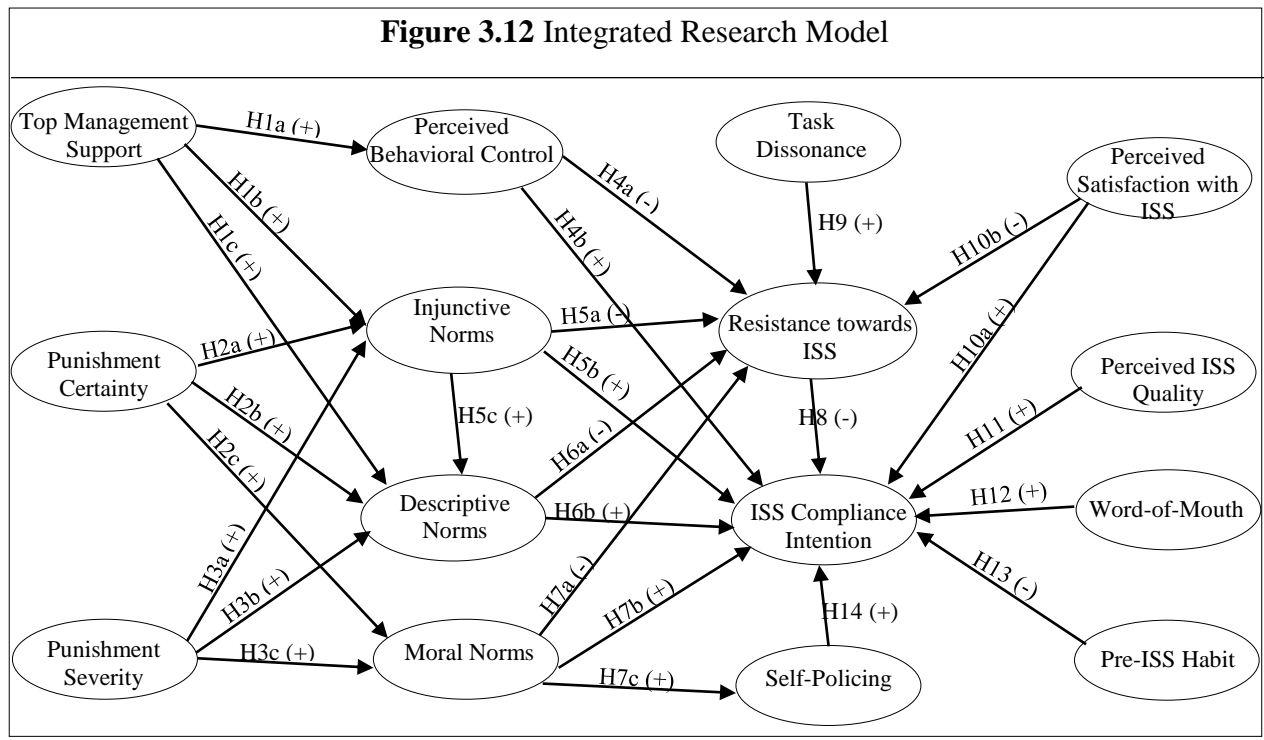 Figure 3.12 Integrated Research Model
Top Management
Support
H1a (+)
Perceived
Behavioral Control
Task
Dissonance
Perceived
Satisfaction with
ISS
H1b (+)
H1c (+)
H4a (-)
H4b (+)
H9 (+)
H10b (-)
H10a (+)
Injunctive
Norms
H5a (-)
Resistance towards
ISS
Punishment
Certainty
H2a (+)
H2b (+)
H2c (+)
H5b (+)
H5c (+)
H6a (-)
H8 (-)
Perceived ISS
Quality
H11 (+)
Descriptive
Norms
H6b (+)
ISS Compliance
Intention
H12 (+)
Word-of-Mouth
H3a (+)
H3b (+)
H7a (-)
H7b (+)
H14 (+)
H13 (-)
Punishment
Severity
H3c (+)
Moral Norms
H7c (+)
Self-Policing
Pre-ISS Habit